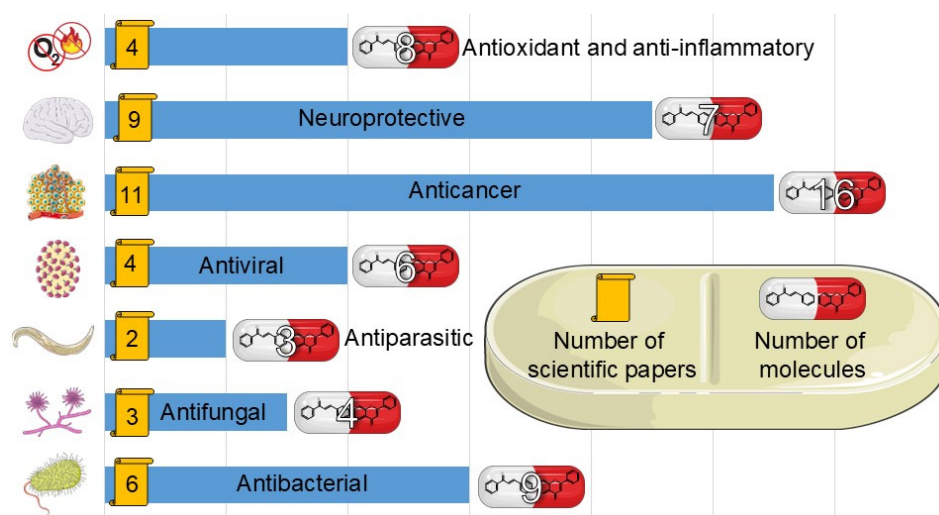 O2
4
8
Antioxidant and anti-inflammatory
9
Neuroprotective
7
11
Anticancer
16
4
Antiviral
6
2
3
Antiparasitic
3
Antifungal
4
6
Antibacterial
9
Number of
scientific papers
Number of
molecules